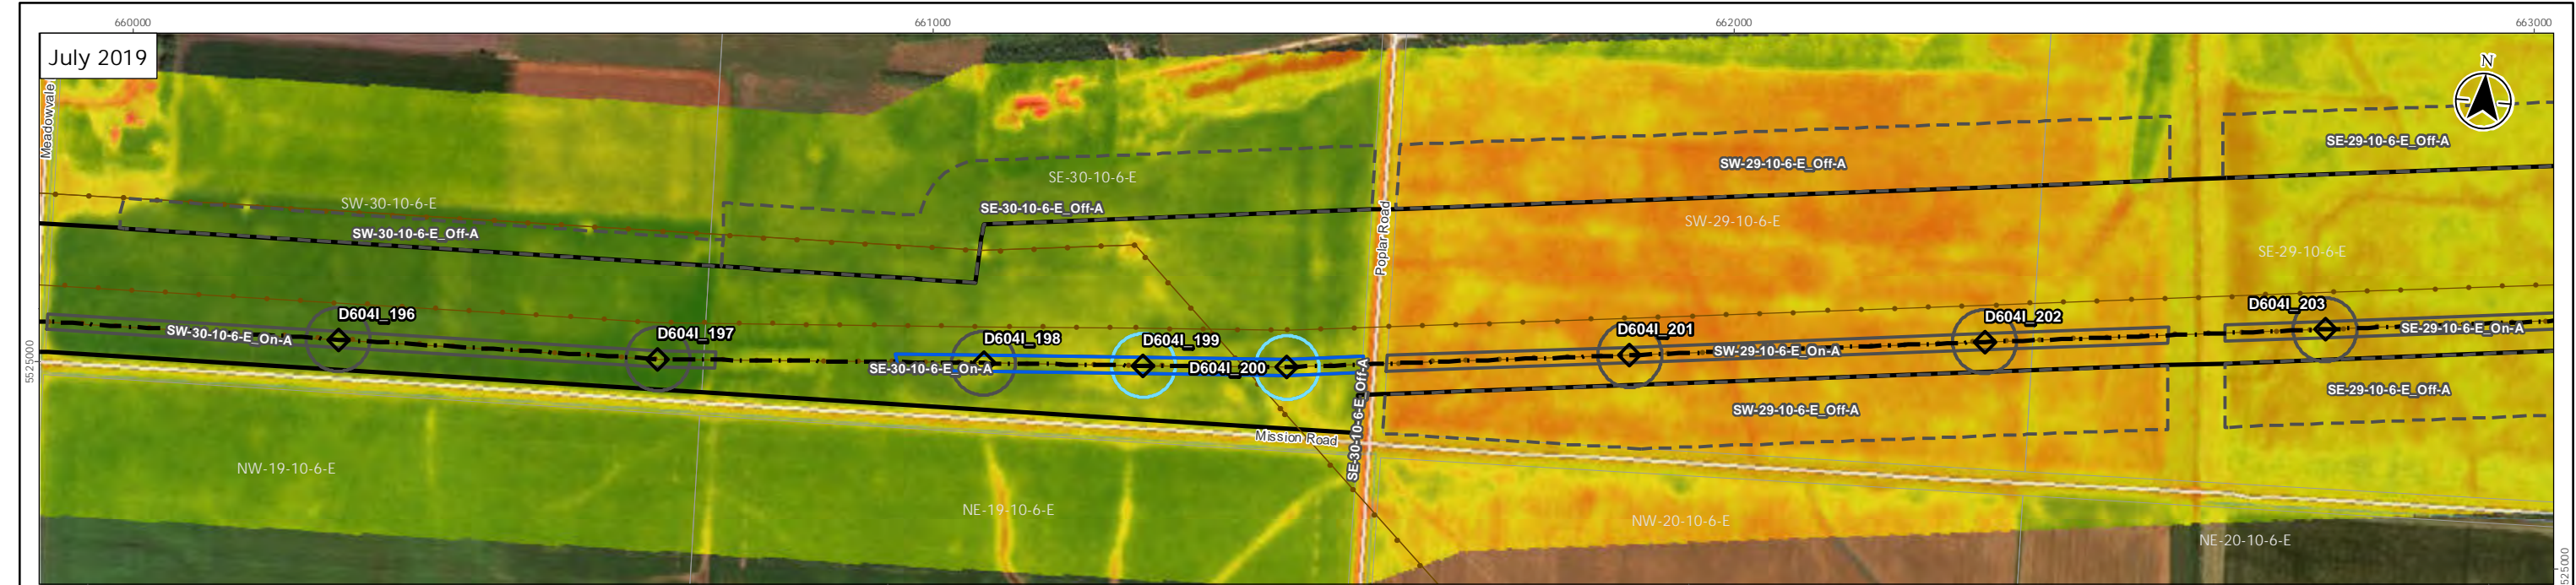 660000
661000
662000
663000
July 2019
N
Meadowvale
SE-29-10-6-E_Off-A
SW-29-10-6-E_Off-A
SE-30-10-6-E
SW-30-10-6-E
SE-30-10-6-E_Off-A
SW-29-10-6-E
SW-30-10-6-E_Off-A
Poplar Road
SE-29-10-6-E
D604I_203
D604I_196
D604I_202
SW-30-10-6-E_On-A
D604I_197
D604I_198
D604I_199
D604I_201
SE-29-10-6-E_On-A
SW-29-10-6-E_On-A
5525000
SE-30-10-6-E_On-A
D604I_200
SE-29-10-6-E_Off-A
SW-29-10-6-E_Off-A
SE-30-10-6-E_Off-A
Mission Road
NW-19-10-6-E
NE-19-10-6-E
NW-20-10-6-E
NE-20-10-6-E